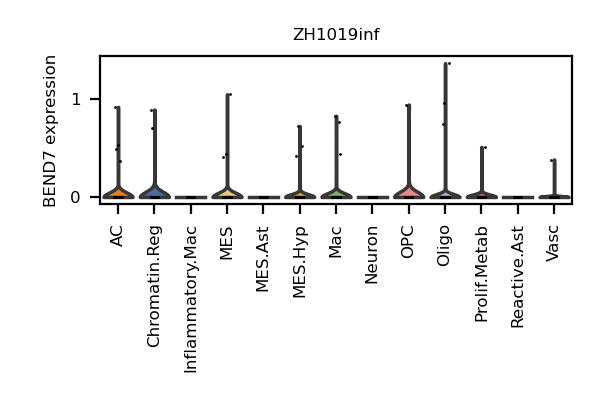 ZH1019inf
BEND7 expression
1
0
AC
Chromatin.Reg
Inflammatory.Mac
MES
MES.Ast
MES.Hyp
Mac
Neuron
OPC
Oligo
Prolif.Metab
Reactive.Ast
Vasc